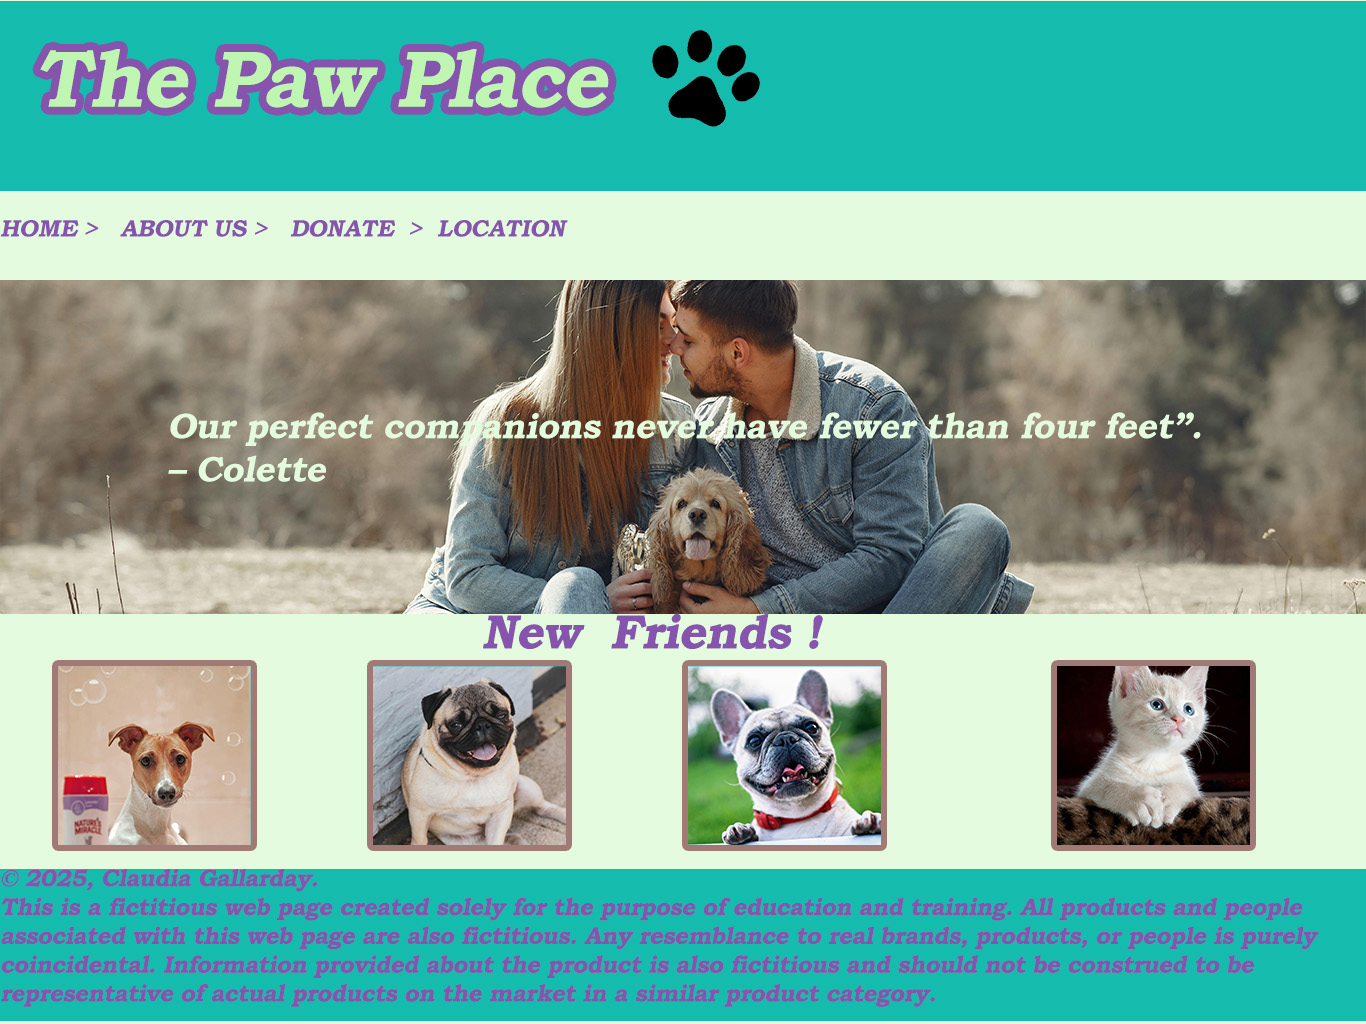 The Paw Place
HOME >   ABOUT US >   DONATE  >  LOCATION
Our perfect companions never have fewer than four feet”.
– Colette
New  Friends !
NATURE'S
MIRACLE
© 2025, Claudia Gallarday.
This is a fictitious web page created solely for the purpose of education and training. All products and people
associated with this web page are also fictitious. Any resemblance to real brands, products, or people is purely
coincidental. Information provided about the product is also fictitious and should not be construed to be
representative of actual products on the market in a similar product category.